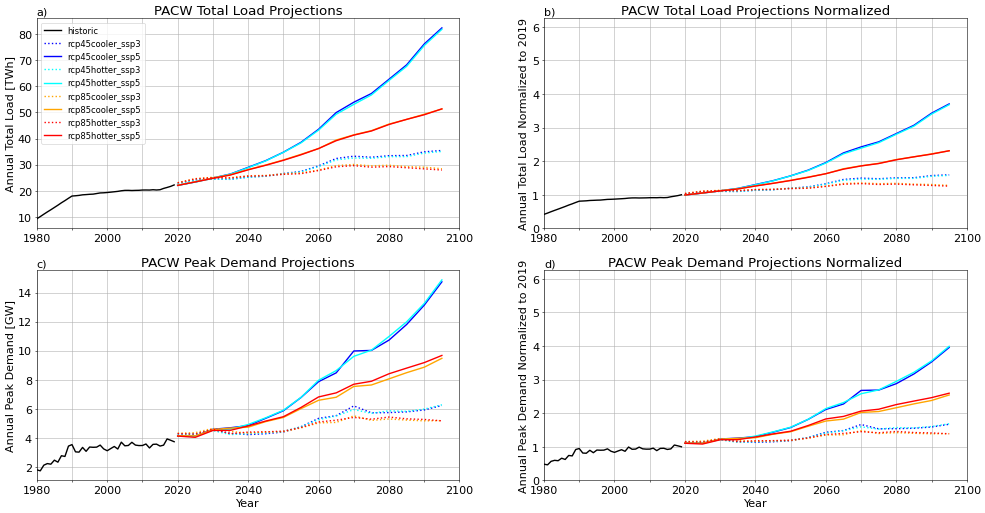 a)
PACW Total Load Projections
Annual Total Load [TWh]
80
70
60
50
40
30
20
10
historic
rcp45cooler_ssp3
rcp45cooler_ssp5
rcp45hotter_ssp3
rcp45hotter_ssp5
rcp85cooler_ssp3
rcp85cooler_ssp5
rcp85hotter_ssp3
rcp85hotter_ssp5
1980 2000 2020 2040 2060 2080 2100
b)
PACW Total Load Projections Normalized
Annual Total Load Normalized to 2019
6
5
4
3
2
1
0
1980 2000 2020 2040 2060 2080 2100
c)
PACW Peak Demand Projections
Annual Peak Demand [GW]
14
12
10
8
6
4
2
1980 2000 2020 2040 2060 2080 2100
Year
d)
PACW Peak Demand Projections Normalized
Annual Peak Demand Normalized to 2019
6
5
4
3
2
1
0
1980 2000 2020 2040 2060 2080 2100
Year